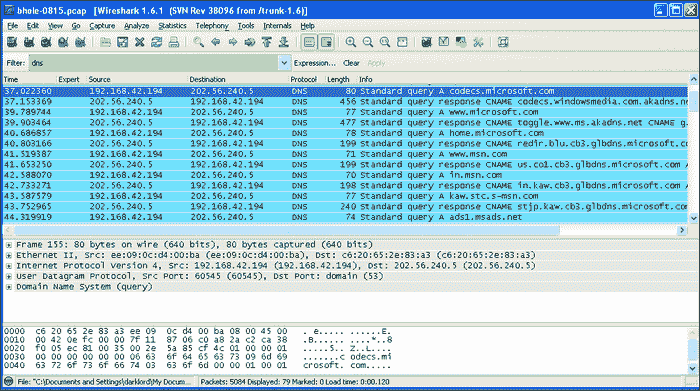 bhole-0815.pcap [Wireshark 1.6.1 (SVN Rev 38096 from /trunk-1.6)]
File Edit View Go Capture Analyze Statistics Telephony Tools Internals Help
Filter: dns Expression... Clear Apply
Time Expert Source Destination Protocol Length Info
37.022360 192.168.42.194 202.56.240.5 DNS 80 Standard query A codecs.microsoft.com
37.153369 202.56.240.5 192.168.42.194 DNS 456 Standard query response CNAME codecs.windowsmedia.com.akadns.ne
39.789744 192.168.42.194 202.56.240.5 DNS 77 Standard query A www.microsoft.com
39.903464 202.56.240.5 192.168.42.194 DNS 277 Standard query response CNAME toggle.www.ms.akadns.net CNAME g
40.686857 192.168.42.194 202.56.240.5 DNS 78 Standard query A home.microsoft.com
40.803166 202.56.240.5 192.168.42.194 DNS 199 Standard query response CNAME redir.blu.cb3.glbdns.microsoft.
41.519387 192.168.42.194 202.56.240.5 DNS 71 Standard query A www.msn.com
41.653250 202.56.240.5 192.168.42.194 DNS 199 Standard query response CNAME us.co1.cb3.glbdns.microsoft.com
42.588070 192.168.42.194 202.56.240.5 DNS 70 Standard query A in.msn.com
42.733271 202.56.240.5 192.168.42.194 DNS 198 Standard query response CNAME in.kaw.cb3.glbdns.microsoft.com
43.587579 192.168.42.194 202.56.240.5 DNS 77 Standard query A kaw.stc.s-msn.com
43.752965 202.56.240.5 192.168.42.194 DNS 240 Standard query response CNAME stjp.kaw.cb3.glbdns.microsoft.
44.319919 192.168.42.194 202.56.240.5 DNS 74 Standard query A ads1.msads.net
Frame 155: 80 bytes on wire (640 bits), 80 bytes captured (640 bits)
Ethernet II, Src: ee:09:0c:d4:00:ba (ee:09:0c:d4:00:ba), Dst: c6:20:65:2e:83:a3 (c6:20:65:2e:83:a3)
Internet Protocol Version 4, Src: 192.168.42.194 (192.168.42.194), Dst: 202.56.240.5 (202.56.240.5)
User Datagram Protocol, Src Port: 60545 (60545), Dst Port: domain (53)
Domain Name System (query)
0000 c6 20 65 2e 83 a3 ee 09 0c d4 00 ba 08 00 45 00 . e..... ......E.
0010 00 42 0e fc 00 00 7f 11 87 06 c0 a8 2a c2 ca 38 .B...... ....*..8
0020 f0 05 ec 81 00 35 00 2e 5a 85 cf 4c 01 00 00 01 .....5.. Z..L....
0030 00 00 00 00 00 00 06 63 6f 64 65 63 73 09 6d 69 .......c odecs.mi
0040 63 72 6f 73 6f 66 74 03 63 6f 6d 00 00 01 00 01 crosoft. com.....
File: "C:\Documents and Settings\darklord\My Docum... Packets: 5084 Displayed: 79 Marked: 0 Load time: 0:00.120